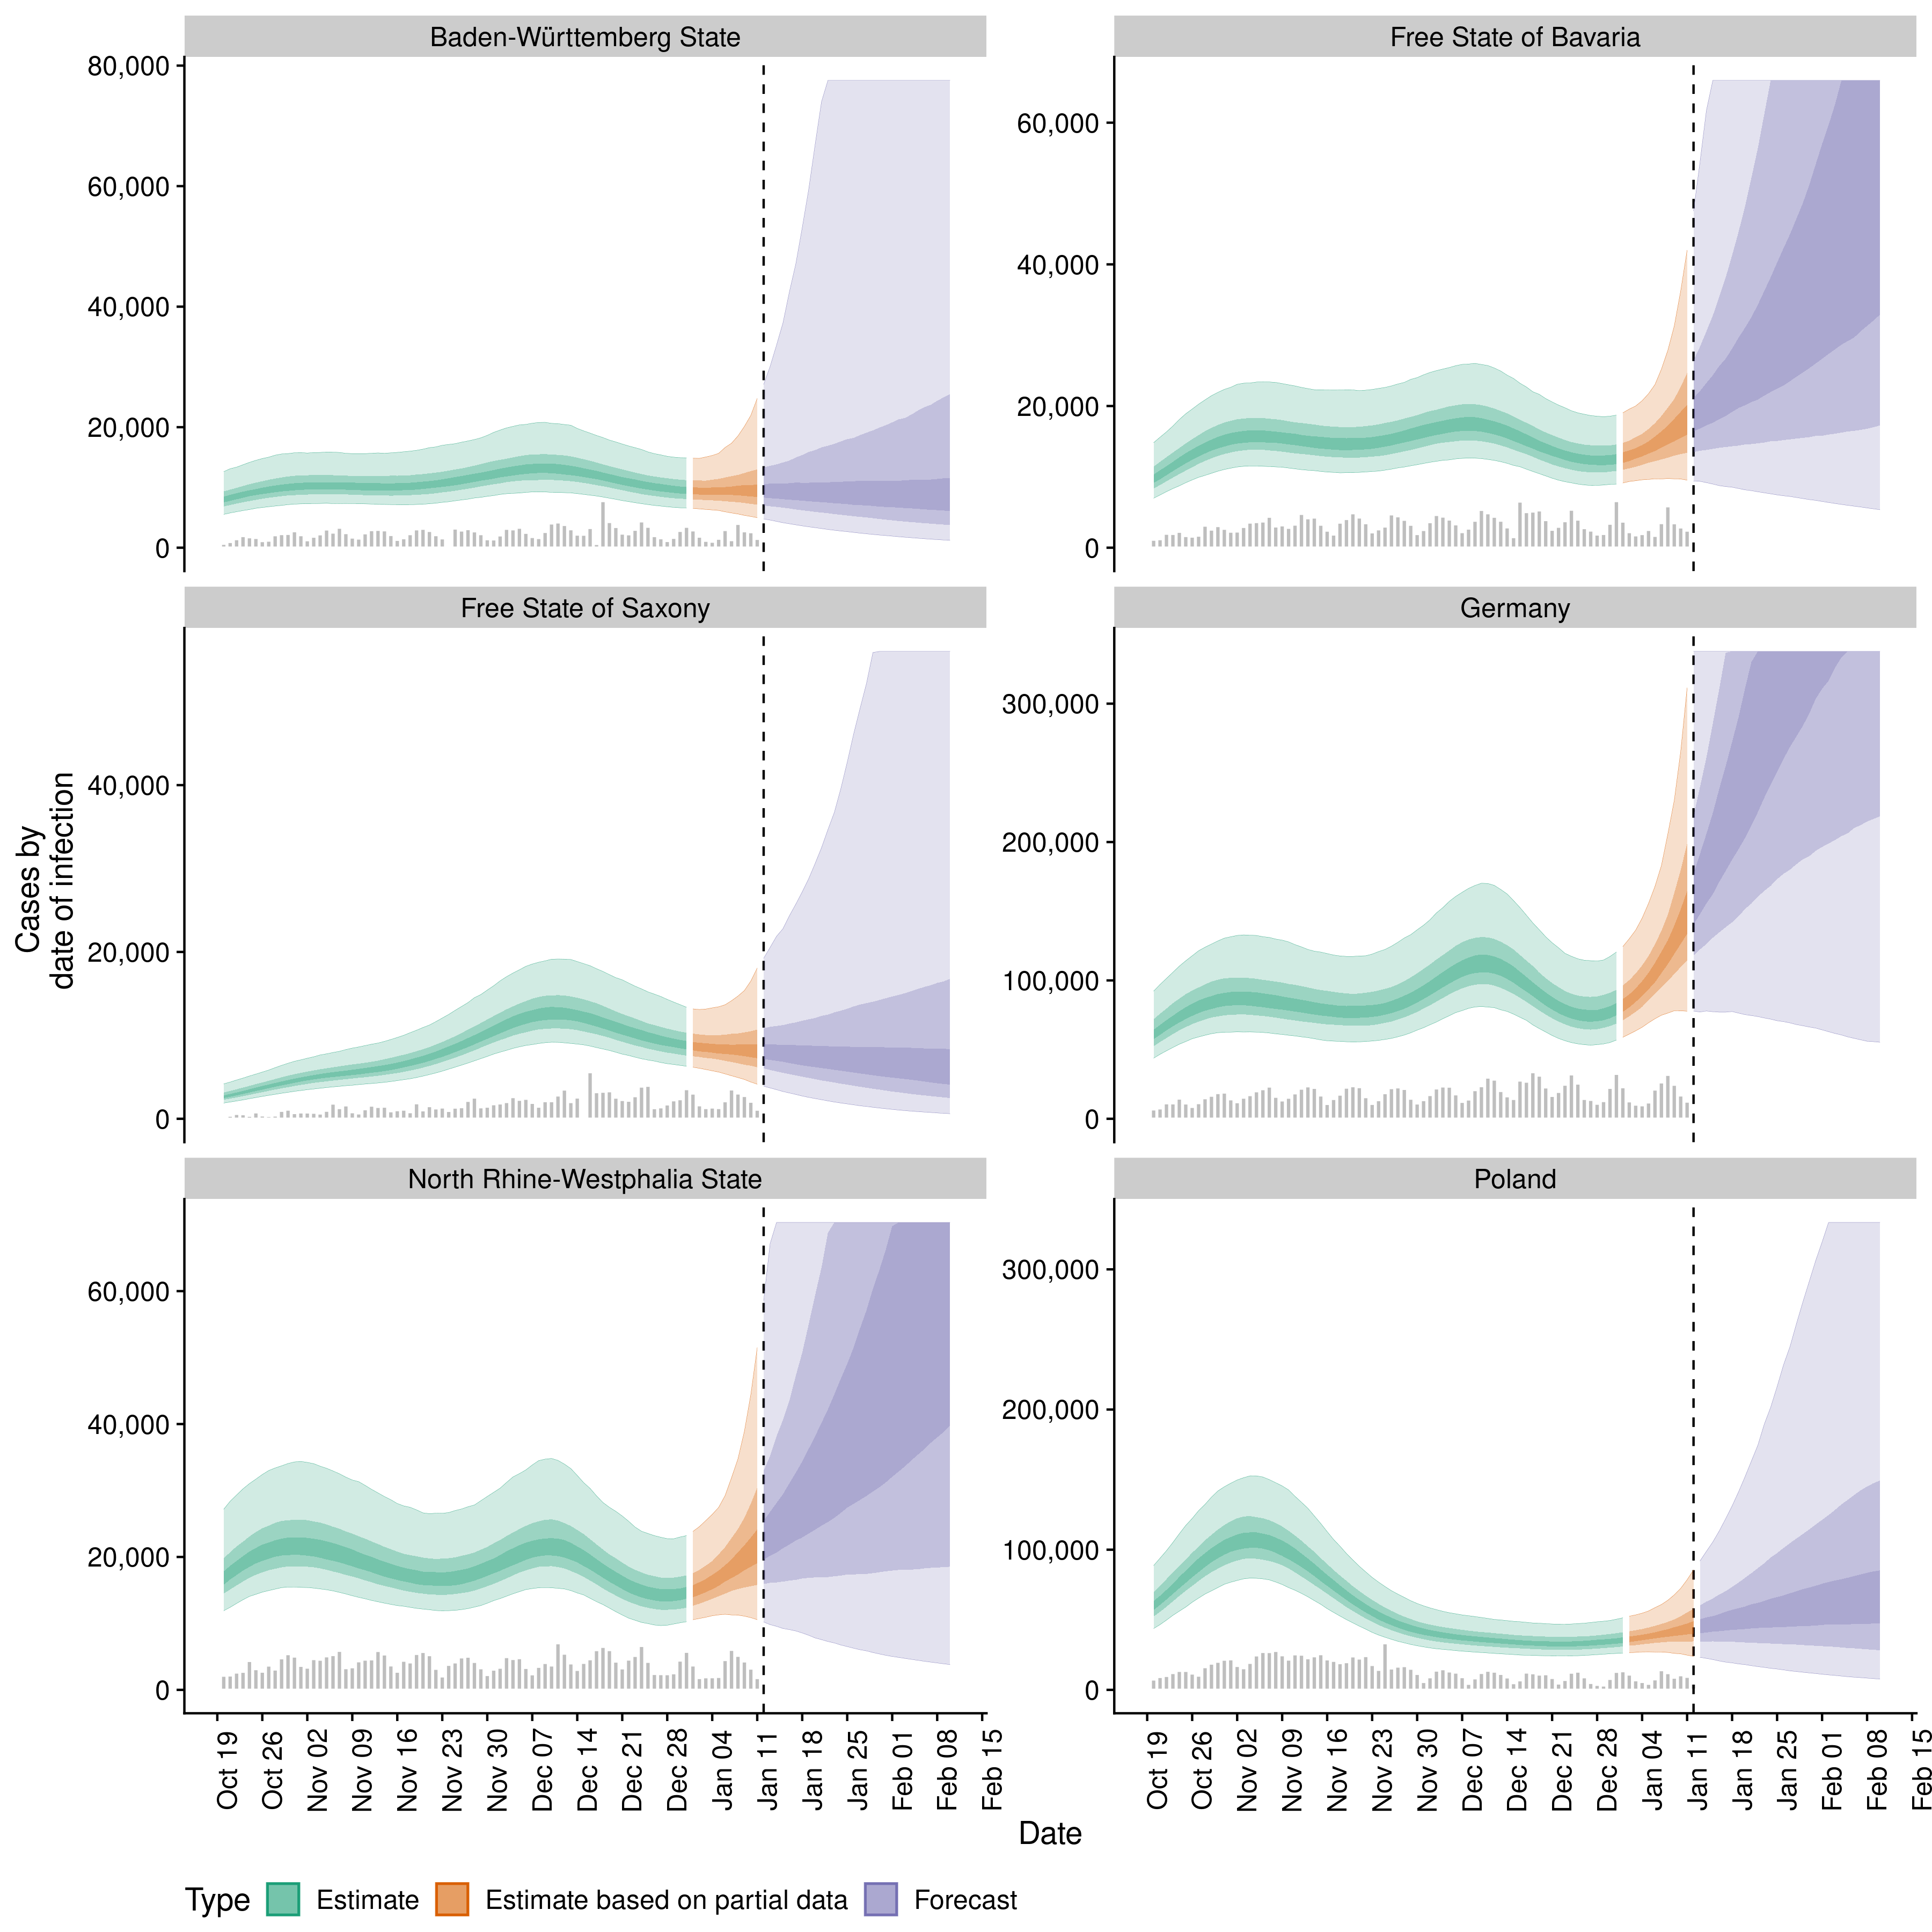 Baden-Württemberg State
Free State of Bavaria
80,000
60,000
40,000
20,000
0
60,000
40,000
20,000
0
Free State of Saxony
Germany
40,000
20,000
0
300,000
200,000
100,000
0
North Rhine-Westphalia State
Poland
60,000
40,000
20,000
0
300,000
200,000
100,000
0
Cases by
date of infection
Oct 19
Oct 26
Nov 02
Nov 09
Nov 16
Nov 23
Nov 30
Dec 07
Dec 14
Dec 21
Dec 28
Jan 04
Jan 11
Jan 18
Jan 25
Feb 01
Feb 08
Feb 15
Oct 19
Oct 26
Nov 02
Nov 09
Nov 16
Nov 23
Nov 30
Dec 07
Dec 14
Dec 21
Dec 28
Jan 04
Jan 11
Jan 18
Jan 25
Feb 01
Feb 08
Feb 15
Date
Type Estimate Estimate based on partial data Forecast